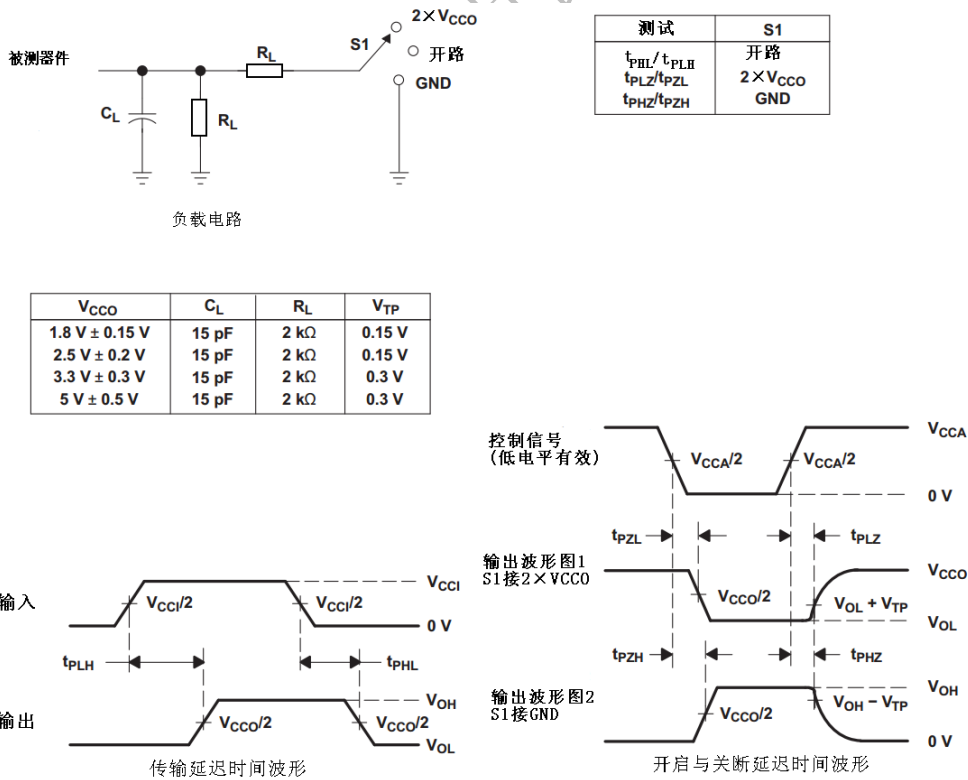 2×VCCO
S1
开路
GND
被测器件
RL
CL
RL
负载电路
测试 S1
tPHL/tPLH 开路
tPLZ/tPZL 2×VCCO
tPHZ/tPZH GND
VCCO CL RL VTP
1.8 V ± 0.15 V 15 pF 2 kΩ 0.15 V
2.5 V ± 0.2 V 15 pF 2 kΩ 0.15 V
3.3 V ± 0.3 V 15 pF 2 kΩ 0.3 V
5 V ± 0.5 V 15 pF 2 kΩ 0.3 V
输入
VCCI/2 VCCI/2
VCCI
0 V
tPLH tPHL
输出
VCCO/2 VCCO/2
VOH
VOL
传输延迟时间波形
控制信号
(低电平有效)
VCCA/2 VCCA/2
VCCA
0 V
tPZL tPLZ
输出波形图1
S1接2×VCCO
VCCO/2
VOL + VTP
VCCO
VOL
tPZH tPHZ
输出波形图2
S1接GND
VCCO/2
VOH − VTP
VOH
0 V
开启与关断延迟时间波形